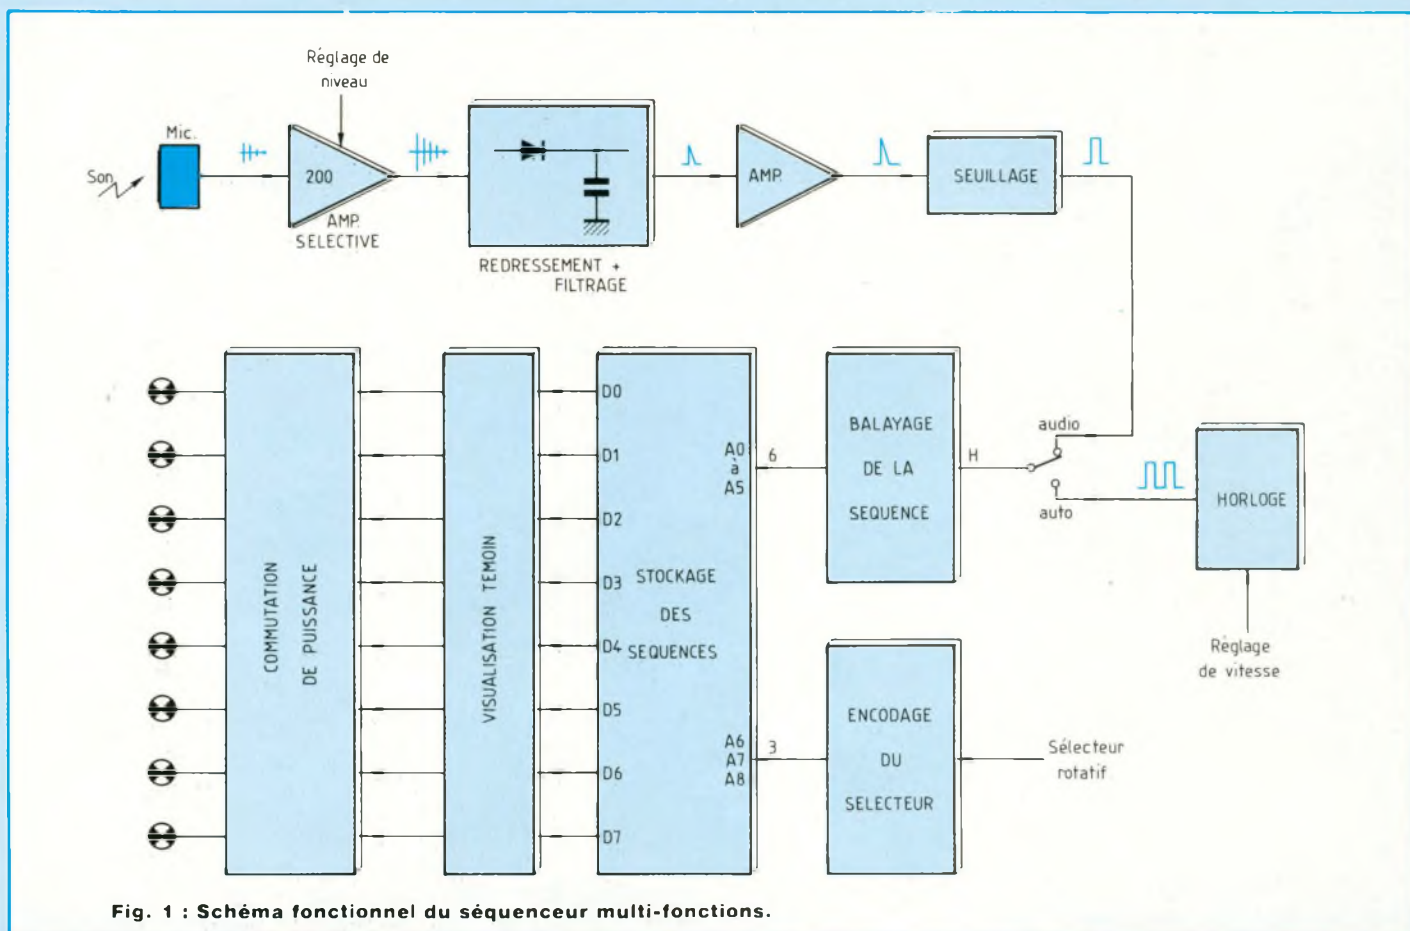 Réglage de
niveau
Mic.
Son
200
AMP.
SELECTIVE
REDRESSEMENT +
FILTRAGE
AMP.
SEUILLAGE
COMMUTATION
DE PUISSANCE
VISUALISATION TEMOIN
D0
D1
D2
D3
D4
D5
D6
D7
A0
à
A5
STOCKAGE
DES
SEQUENCES
A6
A7
A8
6
3
BALAYAGE
DE LA
SEQUENCE
H
audio
auto
HORLOGE
Réglage
de vitesse
ENCODAGE
DU
SELECTEUR
Sélecteur
rotatif
Fig. 1 : Schéma fonctionnel du séquenceur multi-fonctions.